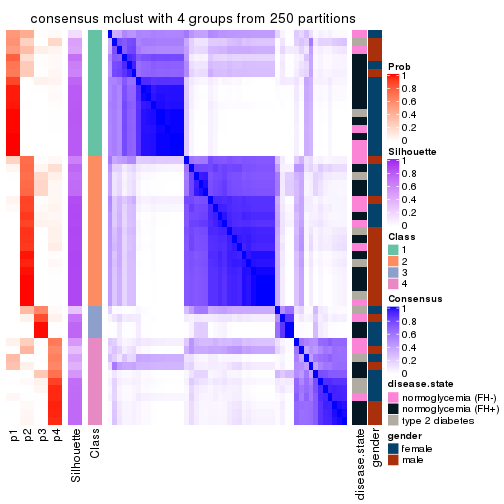 consensus mclust with 4 groups from 250 partitions
Prob
1
0.8
0.6
0.4
0.2
0
Silhouette
0.8
0.6
0.4
0.2
0
Class
1
2
3
4
Consensus
1
0.8
0.6
0.4
0.2
0
disease.state
normoglycemia (FH-)
normoglycemia (FH+)
type 2 diabetes
gender
female
male
p1
p2
p3
p4
Silhouette
Class
disease.state
gender